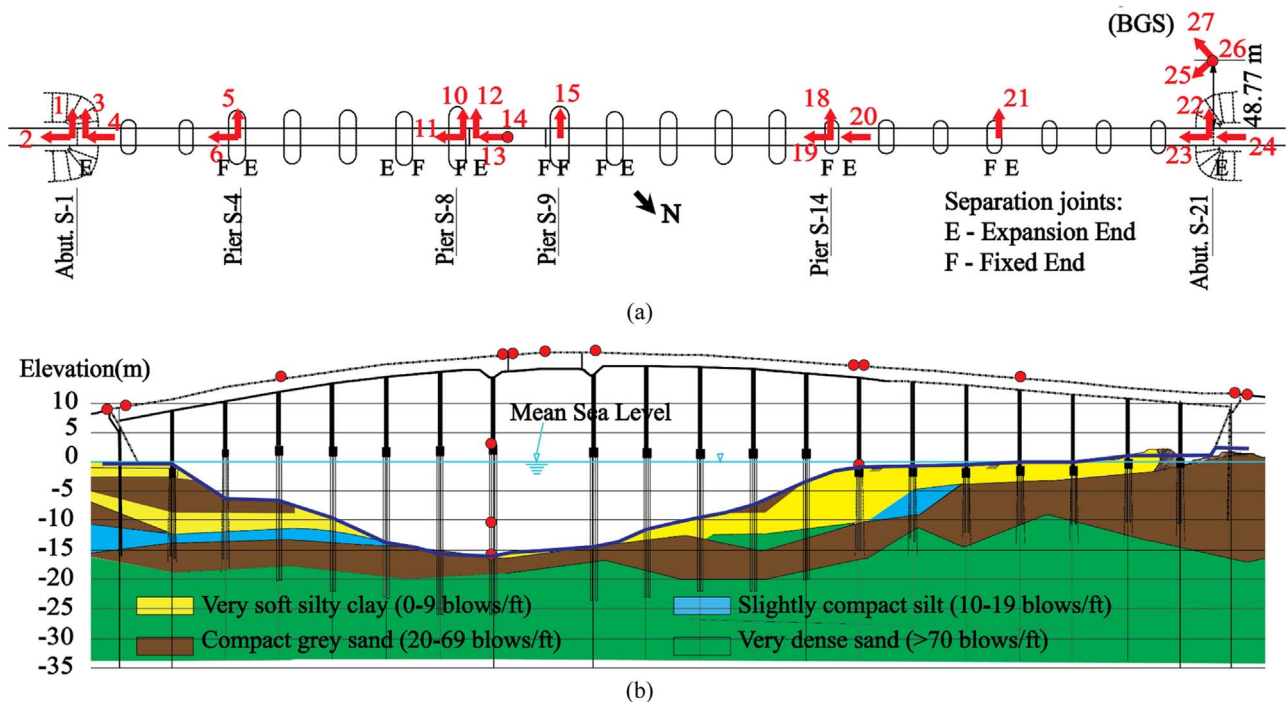 (BGS)
27
26
25
48.77 m
1
3
2
4
5
6
10
12
11
14
13
15
18
20
19
21
22
23
24
E
F E
E F
F E
F F
F E
F E
F E
E
N
Abut. S-1
Pier S-4
Pier S-8
Pier S-9
Pier S-14
Abut. S-21
Separation joints:
E - Expansion End
F - Fixed End
(a)
Elevation(m)
Mean Sea Level
10
5
0
-5
-10
-15
-20
-25
-30
-35
Very soft silty clay (0-9 blows/ft)
Slightly compact silt (10-19 blows/ft)
Compact grey sand (20-69 blows/ft)
Very dense sand (>70 blows/ft)
(b)